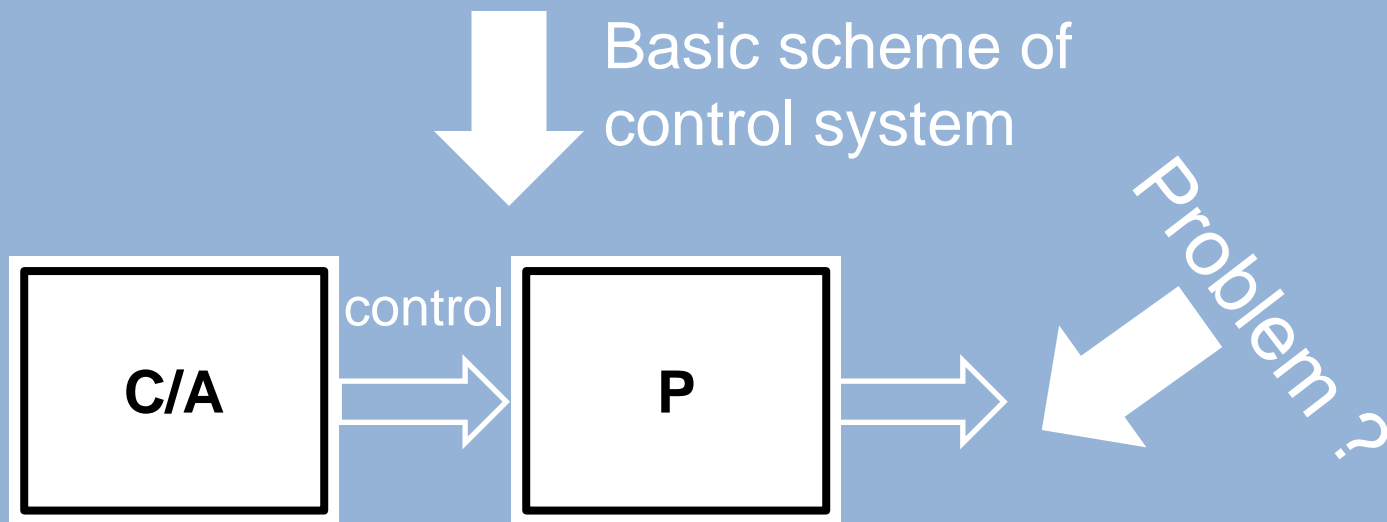 Basic scheme of
control system
Problem ?
control
C/A
P